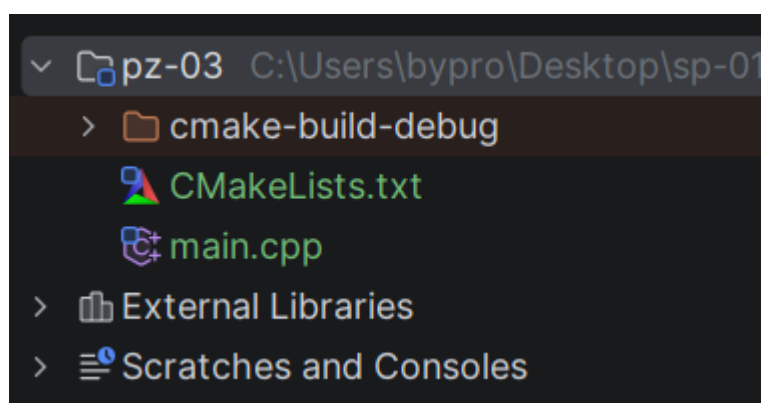 pz-03 C:\Users\bypro\Desktop\sp-01
cmake-build-debug
CMakeLists.txt
main.cpp
External Libraries
Scratches and Consoles